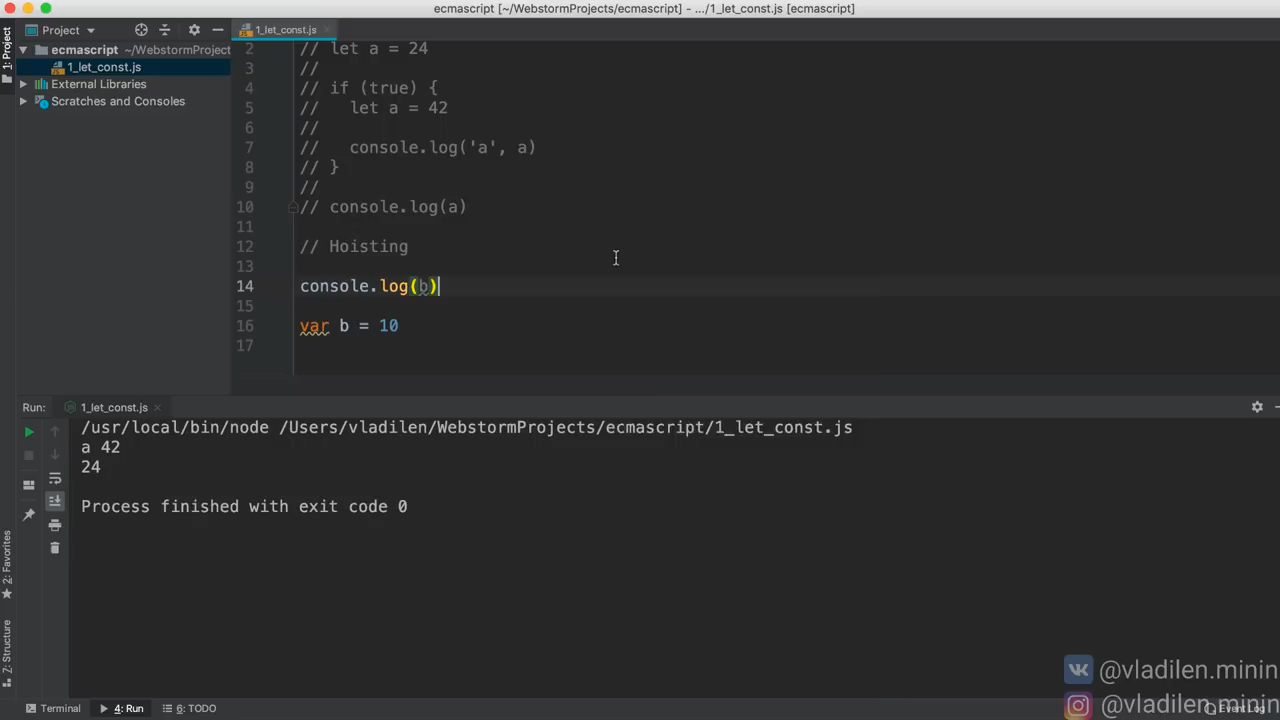 ecmascript [~/WebstormProjects/ecmascript] - .../1_let_const.js [ecmascript]
Project
1_let_const.js
1: Project
ecmascript ~/WebstormProject
1_let_const.js
External Libraries
Scratches and Consoles
2 // let a = 24
3 //
4 // if (true) {
5 //   let a = 42
6 //
7 //   console.log('a', a)
8 // }
9 //
10 // console.log(a)
11
12 // Hoisting
13
14 console.log(b)
15
16 var b = 10
17
Run: 1_let_const.js
/usr/local/bin/node /Users/vladilen/WebstormProjects/ecmascript/1_let_const.js
a 42
24
Process finished with exit code 0
2: Favorites
Z: Structure
@vladilen.minin
@vladilen.minin
Terminal
4: Run
6: TODO
Event Log